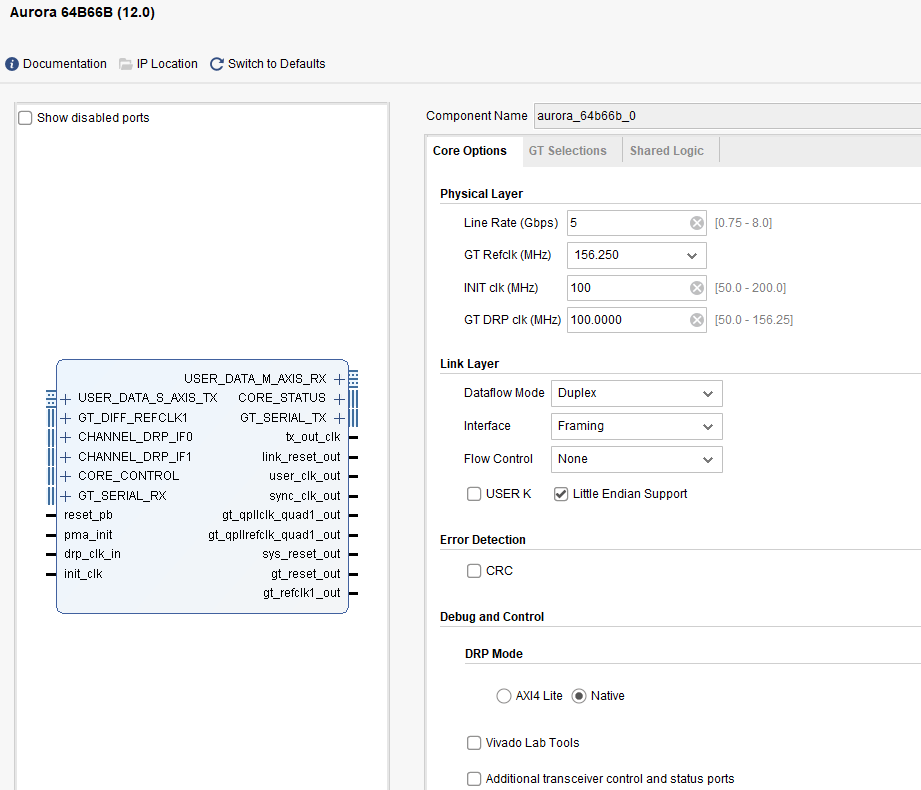 Aurora 64B66B (12.0)
Documentation IP Location Switch to Defaults
Show disabled ports
USER_DATA_M_AXIS_RX
USER_DATA_S_AXIS_TX CORE_STATUS
GT_DIFF_REFCLK1 GT_SERIAL_TX
CHANNEL_DRP_IF0 tx_out_clk
CHANNEL_DRP_IF1 link_reset_out
CORE_CONTROL user_clk_out
GT_SERIAL_RX sync_clk_out
reset_pb gt_qpllclk_quad1_out
pma_init gt_qpllrefclk_quad1_out
drp_clk_in sys_reset_out
init_clk gt_reset_out
gt_refclk1_out
Component Name aurora_64b66b_0
Core Options GT Selections Shared Logic
Physical Layer
Line Rate (Gbps) 5 [0.75 - 8.0]
GT Refclk (MHz) 156.250
INIT clk (MHz) 100 [50.0 - 200.0]
GT DRP clk (MHz) 100.0000 [50.0 - 156.25]
Link Layer
Dataflow Mode Duplex
Interface Framing
Flow Control None
USER K Little Endian Support
Error Detection
CRC
Debug and Control
DRP Mode
AXI4 Lite Native
Vivado Lab Tools
Additional transceiver control and status ports